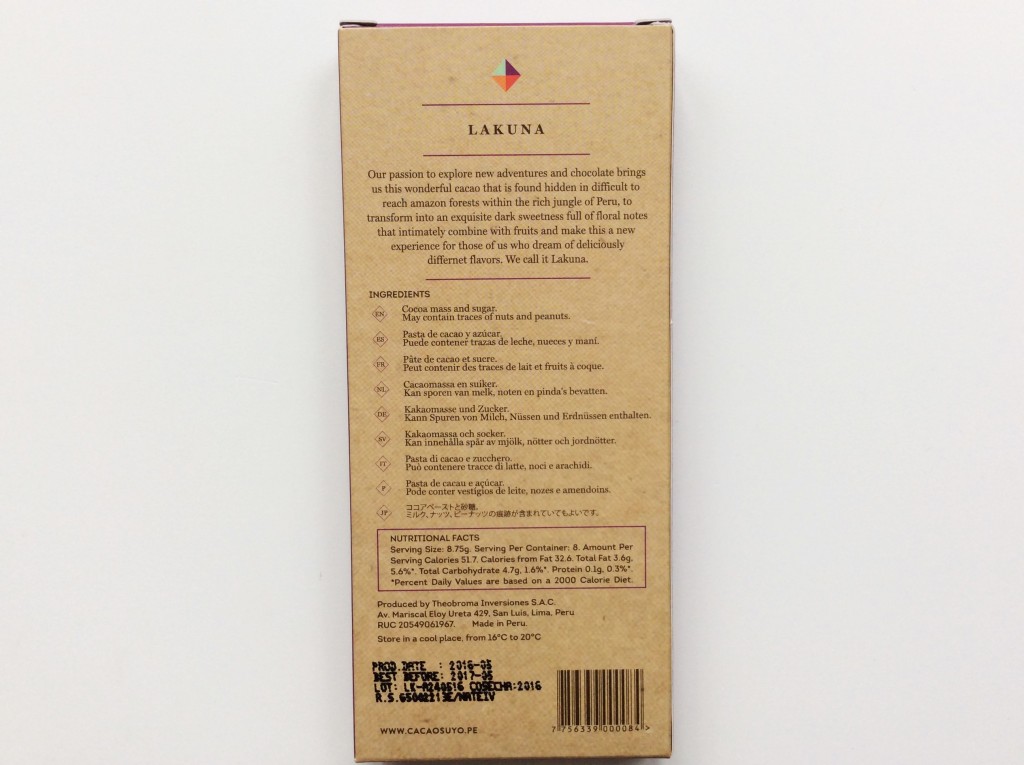 LAKUNA
Our passion to explore new adventures and chocolate brings
us this wonderful cacao that is found hidden in difficult to
reach amazon forests within the rich jungle of Peru, to
transform into an exquisite dark sweetness full of floral notes
that intimately combine with fruits and make this a new
experience for those of us who dream of deliciously
differnet flavors. We call it Lakuna.
INGREDIENTS
EN Cocoa mass and sugar.
May contain traces of nuts and peanuts.
ES Pasta de cacao y azúcar.
Puede contener trazas de leche, nueces y maní.
FR Pâte de cacao et sucre.
Peut contenir des traces de lait et fruits à coque.
NL Cacaomassa en suiker.
Kan sporen van melk, noten en pinda's bevatten.
DE Kakaomasse und Zucker.
Kann Spuren von Milch, Nüssen und Erdnüssen enthalten.
SV Kakaomassa och socker.
Kan innehålla spår av mjölk, nötter och jordnötter.
IT Pasta di cacao e zucchero.
Può contenere tracce di latte, noci e arachidi.
P Pasta de cacau e açúcar.
Pode conter vestígios de leite, nozes e amendoins.
JP ココアペーストと砂糖。
ミルク、ナッツ、ピーナッツの痕跡が含まれていてもよいです。
NUTRITIONAL FACTS
Serving Size: 8.75g. Serving Per Container: 8. Amount Per
Serving Calories 51.7. Calories from Fat 32.6. Total Fat 3.6g,
5.6%*. Total Carbohydrate 4.7g, 1.6%*. Protein 0.1g, 0.3%*.
*Percent Daily Values are based on a 2000 Calorie Diet.
Produced by Theobroma Inversiones S.A.C.
Av. Mariscal Eloy Ureta 429, San Luis, Lima, Peru
RUC 20549061967. Made in Peru.
Store in a cool place, from 16°C to 20°C
PROD.DATE : 2016-05
BEST BEFORE: 2017-05
LOT: LK-A240516 COSECHA:2016
R.S.65002213E/NATEIV
WWW.CACAOSUYO.PE
7 756339 000084 >